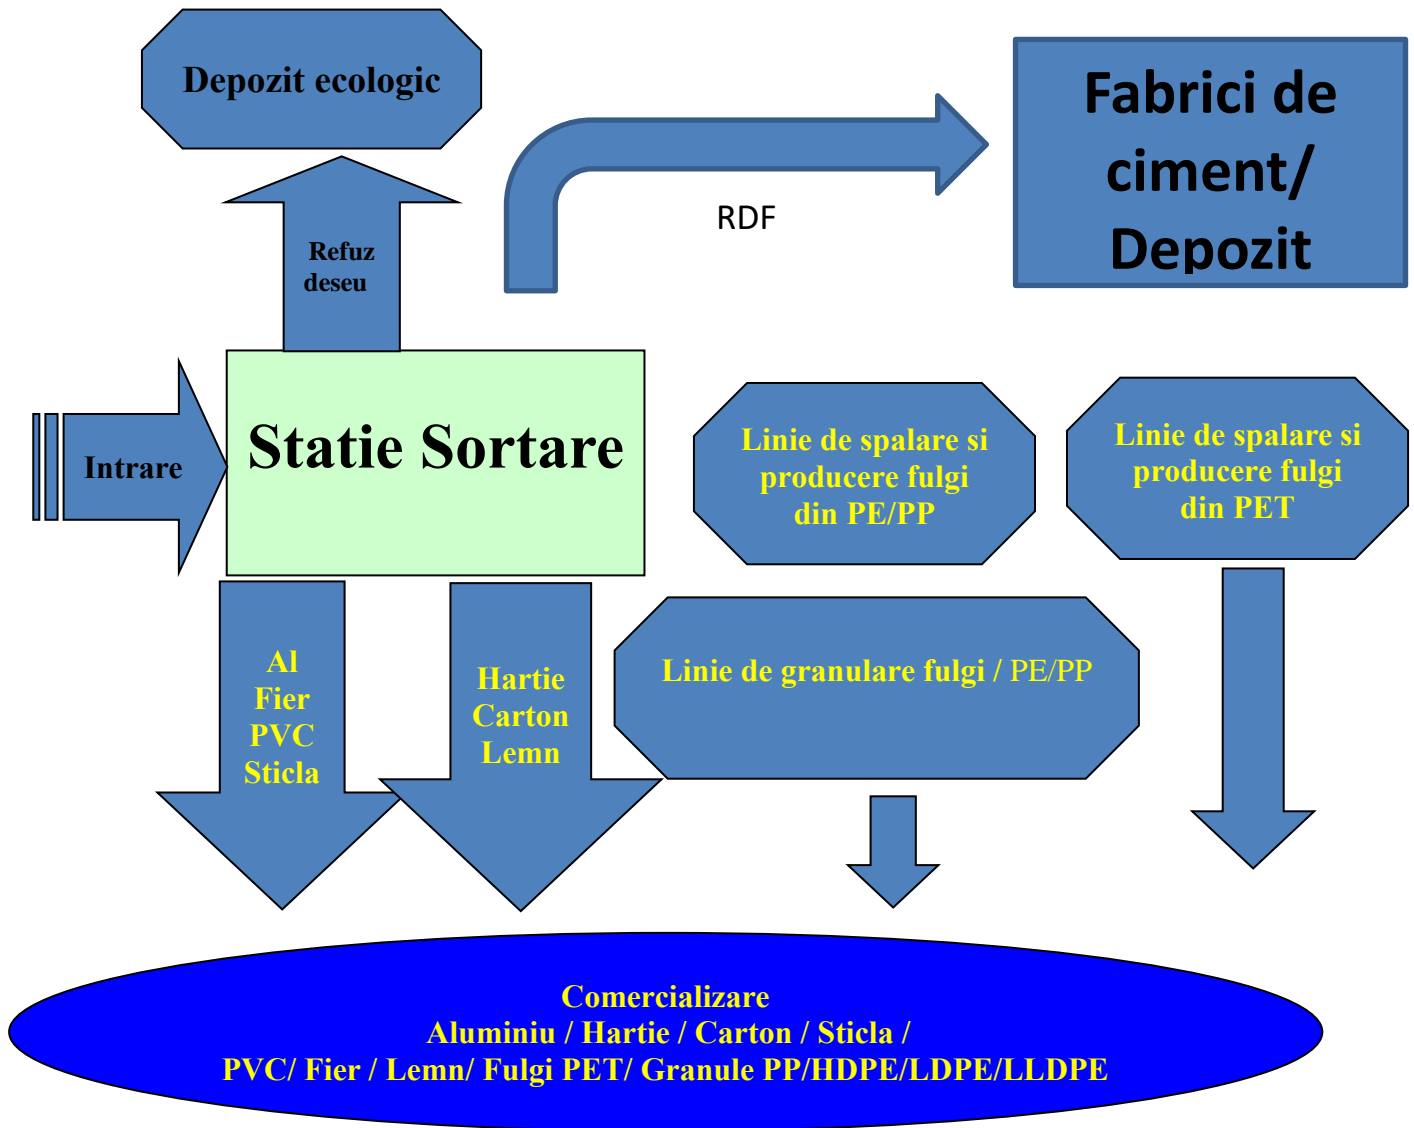 Depozit ecologic
Fabrici de
ciment/
Depozit
RDF
Refuz
deseu
Intrare
Statie Sortare
Linie de spalare si
producere fulgi
din PE/PP
Linie de spalare si
producere fulgi
din PET
Al
Fier
PVC
Sticla
Hartie
Carton
Lemn
Linie de granulare fulgi / PE/PP
Comercializare
Aluminiu / Hartie / Carton / Sticla /
PVC/ Fier / Lemn/ Fulgi PET/ Granule PP/HDPE/LDPE/LLDPE